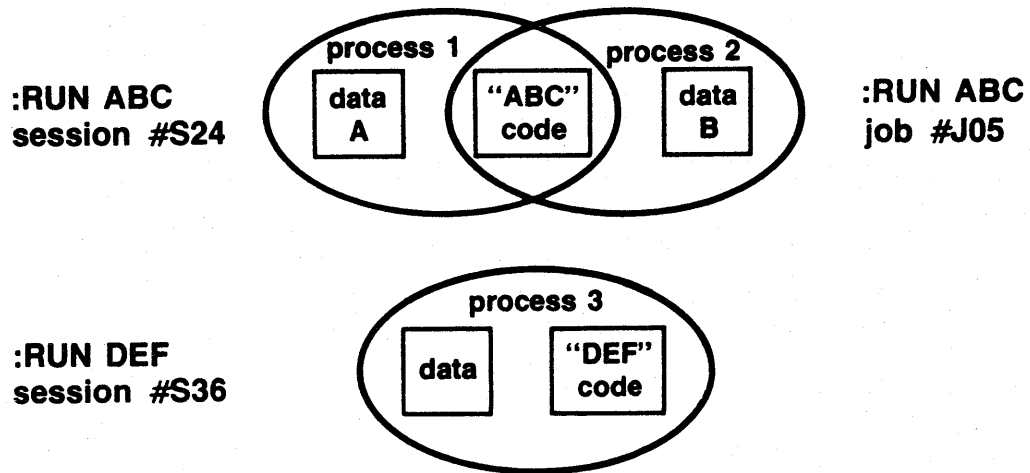 process 1
process 2
:RUN ABC
session #S24
data
A
“ABC”
code
data
B
:RUN ABC
job #J05
process 3
:RUN DEF
session #S36
data
“DEF”
code